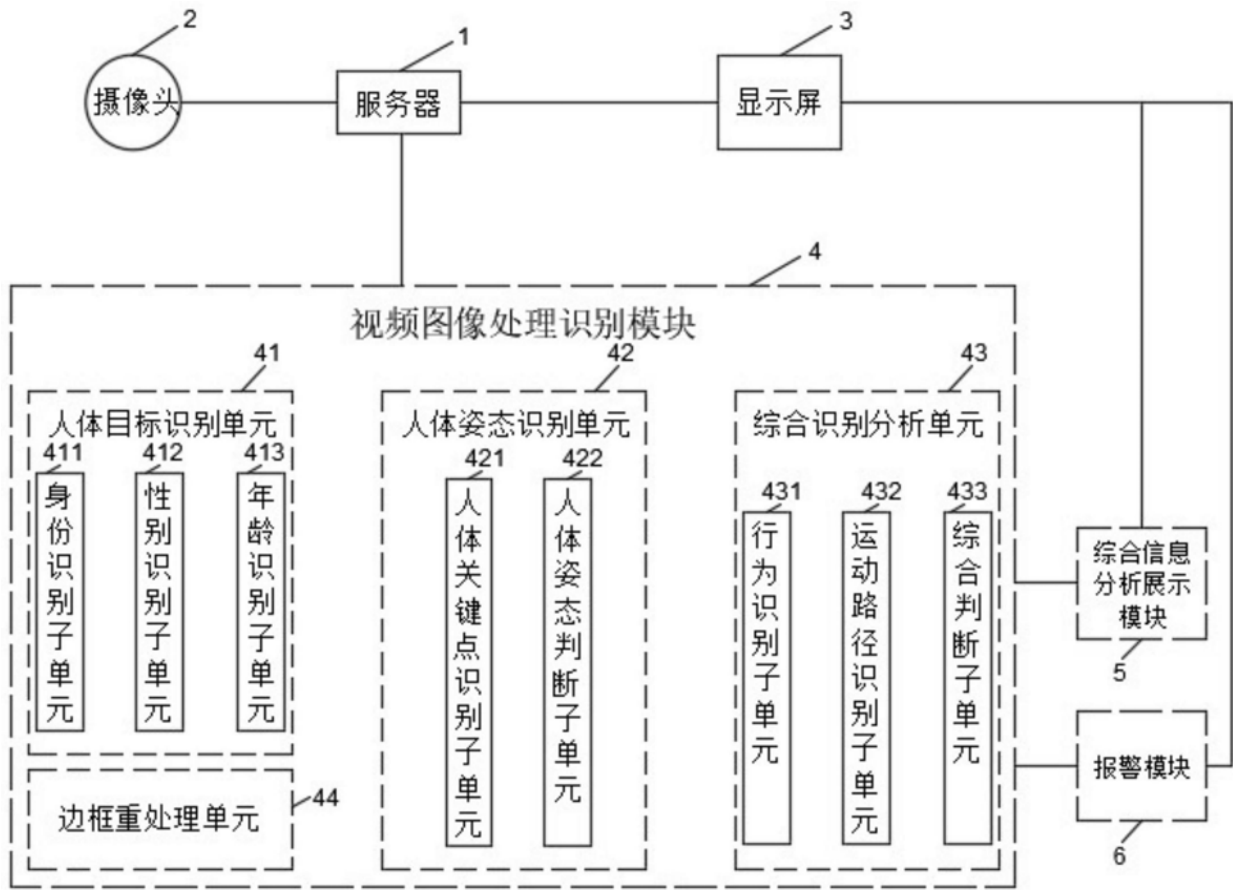 2
1
3
摄像头
服务器
显示屏
4
视频图像处理识别模块
41
42
43
人体目标识别单元
人体姿态识别单元
综合识别分析单元
411
412
413
421
422
431
432
433
身份识别子单元
性别识别子单元
年龄识别子单元
人体关键点识别子单元
人体姿态判断子单元
行为识别子单元
运动路径识别子单元
综合判断子单元
综合信息
分析展示
模块
5
边框重处理单元
44
报警模块
6